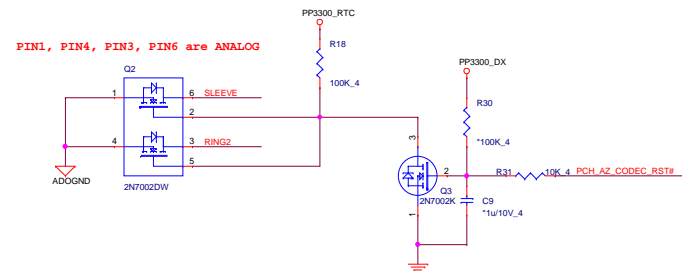 PP3300_RTC
PIN1, PIN4, PIN3, PIN6 are ANALOG
R18
Q2
PP3300_DX
100K_4
1
6
SLEEVE
2
R30
*100K_4
3
4
3
RING2
5
2
R31
10K_4
PCH_AZ_CODEC_RST#
ADOGND
2N7002DW
Q3
2N7002K
C9
*1u/10V_4
1